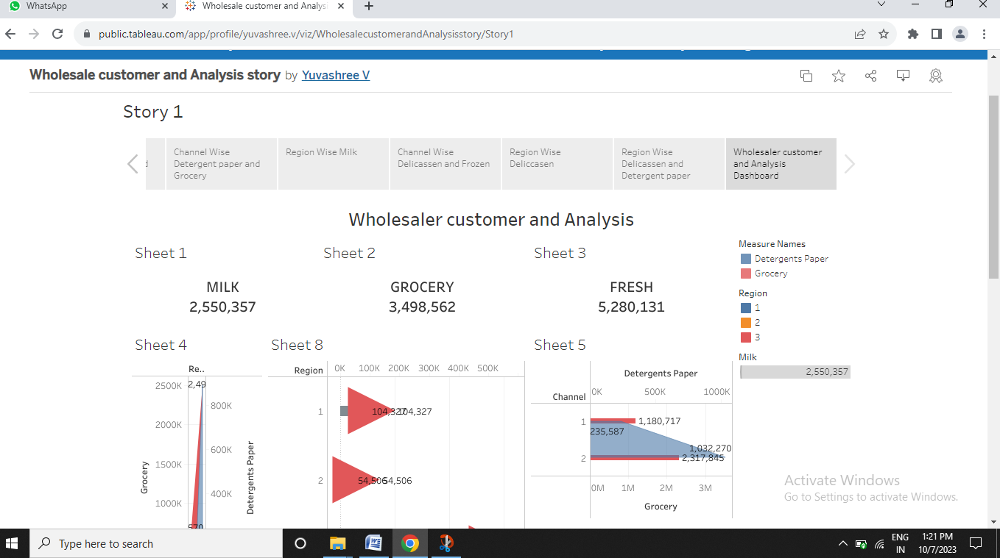 WhatsApp
Wholesale customer and Analysi
public.tableau.com/app/profile/yuvashree.v/viz/WholesalecustomerandAnalysisstory/Story1
Wholesale customer and Analysis story by Yuvashree V
Story 1
Channel Wise
Detergent paper and
Grocery
Region Wise Milk
Channel Wise
Delicassen and Frozen
Region Wise
Deliccasen
Region Wise
Delicassen and
Detergent paper
Wholesaler customer
and Analysis
Dashboard
Wholesaler customer and Analysis
Sheet 1
MILK
2,550,357
Sheet 2
GROCERY
3,498,562
Sheet 3
FRESH
5,280,131
Measure Names
Detergents Paper
Grocery
Region
1
2
3
Milk
2,550,357
Sheet 4
Re..
2500K
2,49
800K
2000K
600K
1500K
400K
1000K
570
Grocery
Detergents Paper
Sheet 8
Region
0K 100K 200K 300K 400K 500K
1
104,327
104,327
2
54,506
54,506
Sheet 5
Detergents Paper
Channel
0K 500K 1000K
1
1,180,717
235,587
1,032,270
2
2,317,845
0M 1M 2M 3M
Grocery
Activate Windows
Go to Settings to activate Windows.
Type here to search
ENG
IN
1:21 PM
10/7/2023